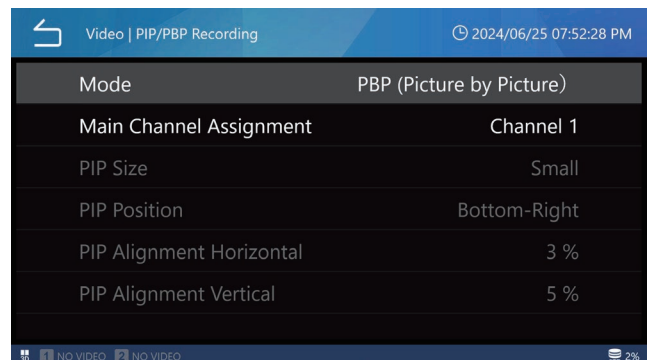 Video | PIP/PBP Recording 2024/06/25 07:52:28 PM
Mode PBP (Picture by Picture）
Main Channel Assignment Channel 1
PIP Size Small
PIP Position Bottom-Right
PIP Alignment Horizontal 3 %
PIP Alignment Vertical 5 %
3D 1 NO VIDEO 2 NO VIDEO 2%